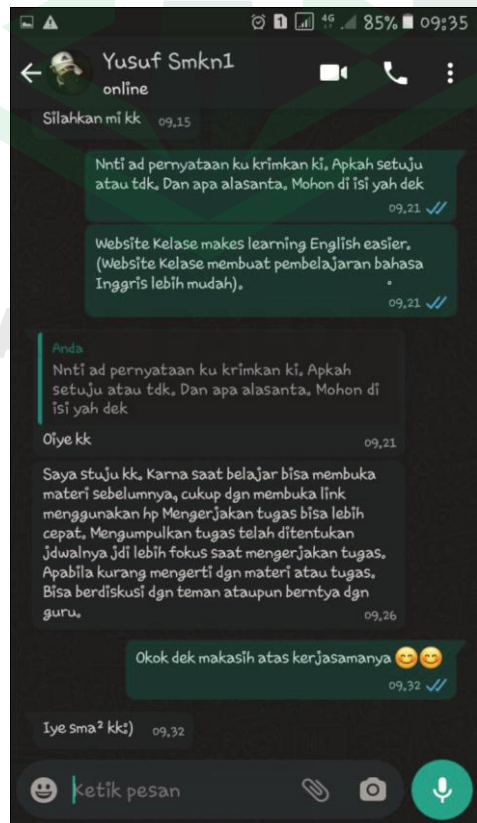 4G 85% 09:35
Yusuf Smkn1
online
Silahkan mi kk 09.15
Nnti ad pernyataan ku krimkan ki. Apkah setuju
atau tdk. Dan apa alasanta. Mohon di isi yah dek
09.21
Website Kelase makes learning English easier.
(Website Kelase membuat pembelajaran bahasa
Inggris lebih mudah).
09.21
Anda
Nnti ad pernyataan ku krimkan ki. Apkah
setuju atau tdk. Dan apa alasanta. Mohon di
isi yah dek
Oiye kk 09.21
Saya stuju kk. Karna saat belajar bisa membuka
materi sebelumnya, cukup dgn membuka link
menggunakan hp Mengerjakan tugas bisa lebih
cepat. Mengumpulkan tugas telah ditentukan
jdwalnya jdi lebih fokus saat mengerjakan tugas.
Apabila kurang mengerti dgn materi atau tugas.
Bisa berdiskusi dgn teman ataupun berntya dgn
guru. 09.26
Okok dek makasih atas kerjasamanya 😊😊
09.32
Iye sma² kk:) 09.32
Ketik pesan